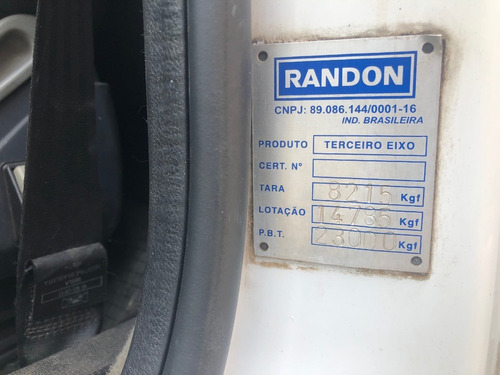 RANDON
CNPJ: 89.086.144/0001-16
IND. BRASILEIRA
PRODUTO TERCEIRO EIXO
CERT. Nº
TARA 8215 Kgf
LOTAÇÃO 14785 Kgf
P.B.T. 23000 Kgf